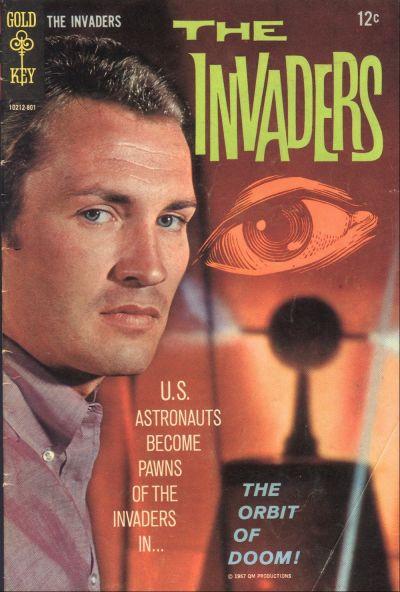 GOLD
KEY
THE INVADERS
12c
10212-801
THE
INVADERS
U.S.
ASTRONAUTS
BECOME
PAWNS
OF THE
INVADERS
IN...
THE
ORBIT
OF
DOOM!
© 1967 QM PRODUCTIONS